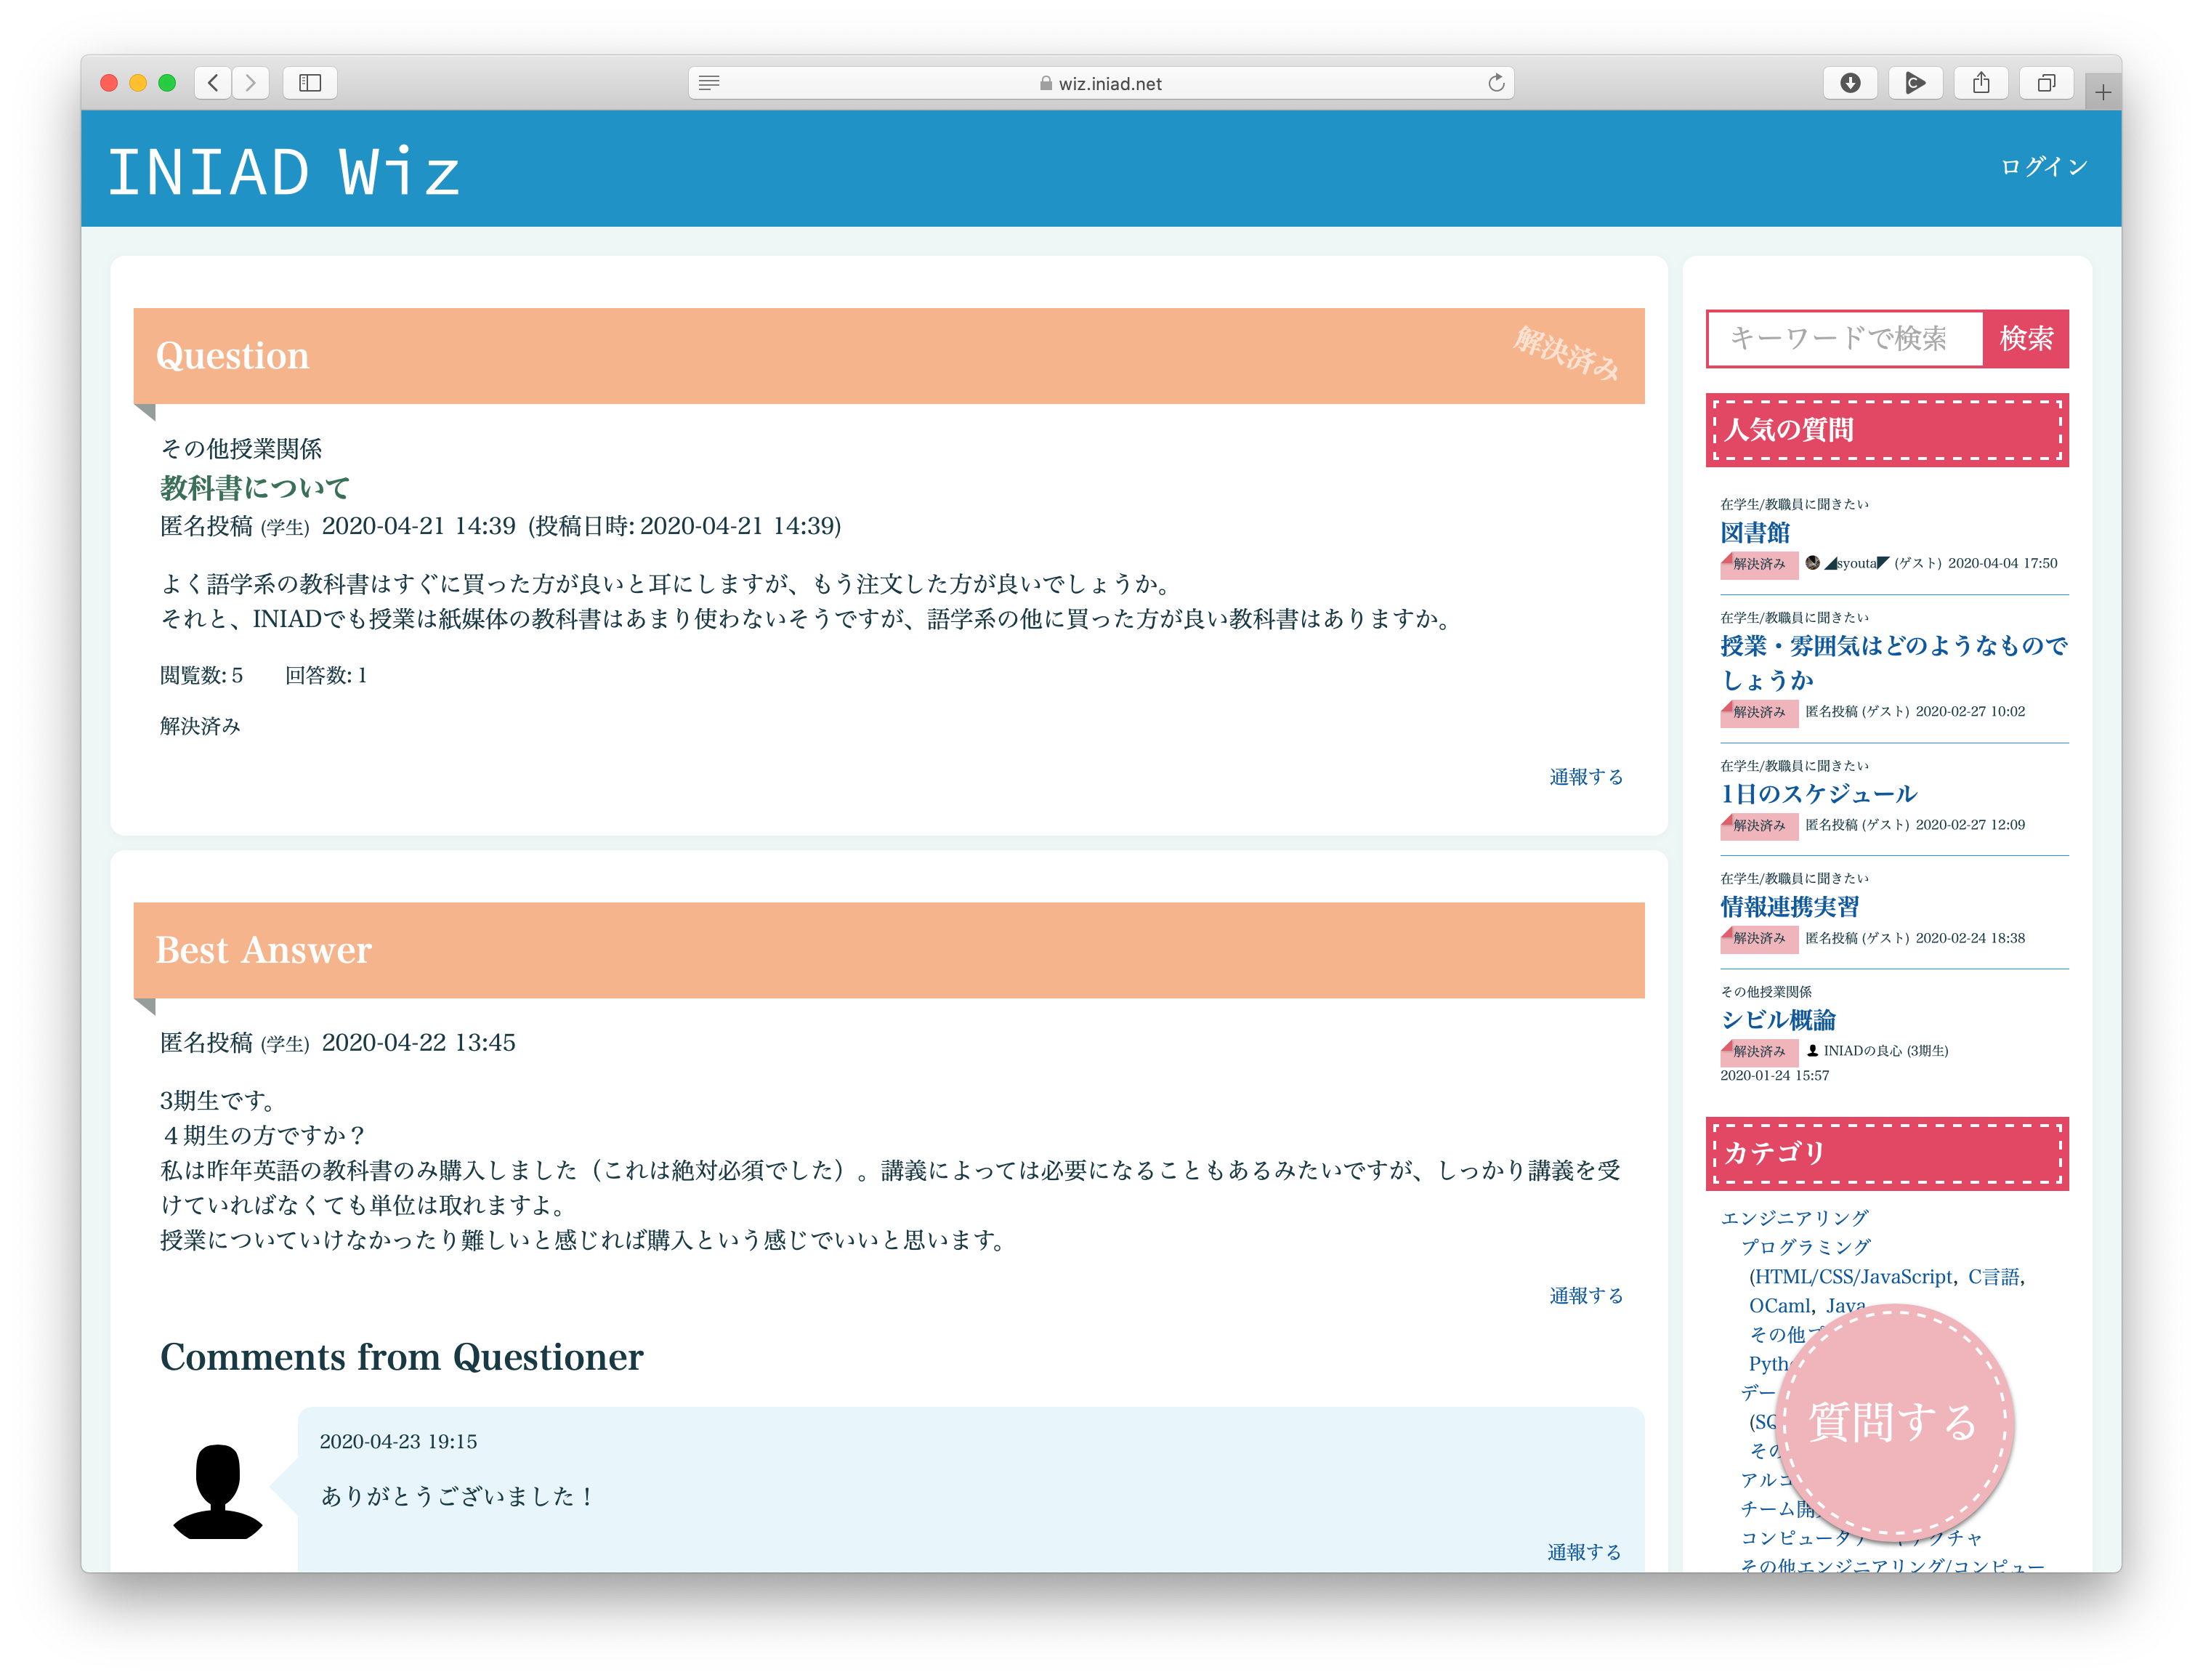 wiz.iniad.net
INIAD Wiz
ログイン
Question
解決済み
その他授業関係
教科書について
匿名投稿 (学生) 2020-04-21 14:39 (投稿日時: 2020-04-21 14:39)
よく語学系の教科書はすぐに買った方が良いと耳にしますが、もう注文した方が良いでしょうか。
それと、INIADでも授業は紙媒体の教科書はあまり使わないそうですが、語学系の他に買った方が良い教科書はありますか。
閲覧数: 5 回答数: 1
解決済み
通報する
Best Answer
匿名投稿 (学生) 2020-04-22 13:45
3期生です。
４期生の方ですか？
私は昨年英語の教科書のみ購入しました（これは絶対必須でした）。講義によっては必要になることもあるみたいですが、しっかり講義を受
けていればなくても単位は取れますよ。
授業についていけなかったり難しいと感じれば購入という感じでいいと思います。
通報する
Comments from Questioner
2020-04-23 19:15
ありがとうございました！
通報する
キーワードで検索 検索
人気の質問
在学生/教職員に聞きたい
図書館
解決済み ◢syouta◤ (ゲスト) 2020-04-04 17:50
在学生/教職員に聞きたい
授業・雰囲気はどのようなもので
しょうか
解決済み 匿名投稿 (ゲスト) 2020-02-27 10:02
在学生/教職員に聞きたい
1日のスケジュール
解決済み 匿名投稿 (ゲスト) 2020-02-27 12:09
在学生/教職員に聞きたい
情報連携実習
解決済み 匿名投稿 (ゲスト) 2020-02-24 18:38
その他授業関係
シビル概論
解決済み INIADの良心 (3期生)
2020-01-24 15:57
カテゴリ
エンジニアリング
プログラミング
(HTML/CSS/JavaScript, C言語,
OCaml, Java
その他
質問する
チーム開
その他エンジニアリング/コンピュー